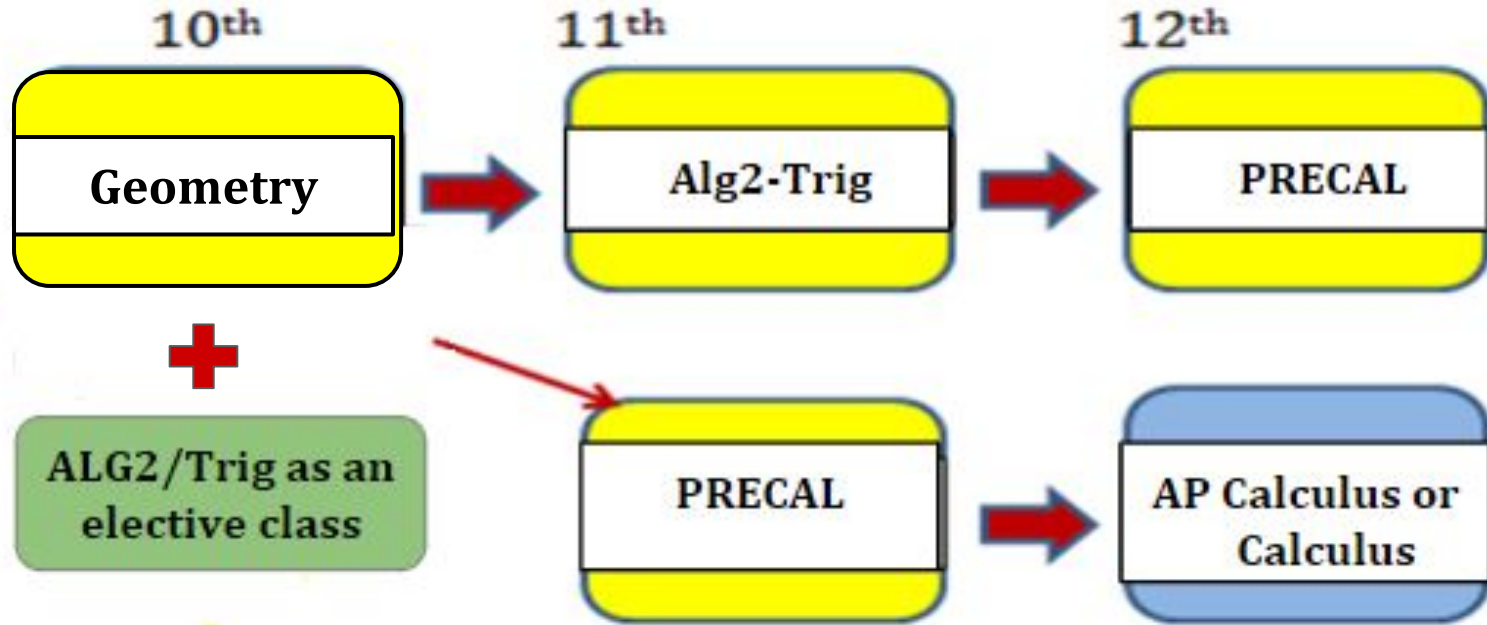 10th
11th
12th
Geometry
Alg2-Trig
PRECAL
ALG2/Trig as an
elective class
PRECAL
AP Calculus or
Calculus